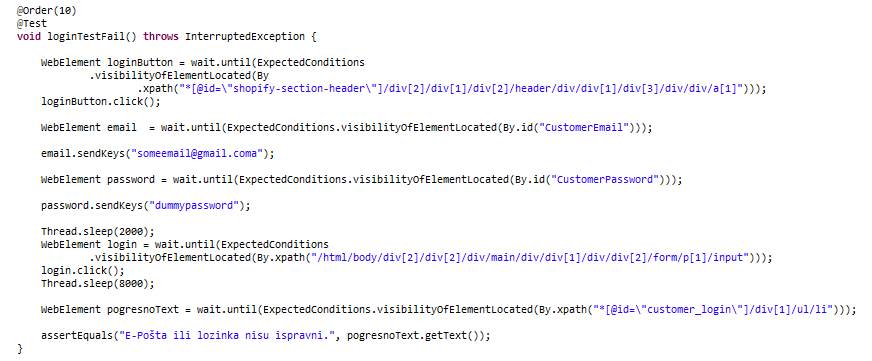 @Order(10)
@Test
void loginTestFail() throws InterruptedException {
WebElement loginButton = wait.until(ExpectedConditions
.visibilityOfElementLocated(By
.xpath("*[@id=\"shopify-section-header\"]/div[2]/div[1]/div[2]/header/div/div[1]/div[3]/div/div/a[1]")));
loginButton.click();
WebElement email  = wait.until(ExpectedConditions.visibilityOfElementLocated(By.id("CustomerEmail")));
email.sendKeys("someemail@gmail.coma");
WebElement password = wait.until(ExpectedConditions.visibilityOfElementLocated(By.id("CustomerPassword")));
password.sendKeys("dummypassword");
Thread.sleep(2000);
WebElement login = wait.until(ExpectedConditions
.visibilityOfElementLocated(By.xpath("/html/body/div[2]/div[2]/div/main/div/div[1]/div/div[2]/form/p[1]/input")));
login.click();
Thread.sleep(8000);
WebElement pogresnoText = wait.until(ExpectedConditions.visibilityOfElementLocated(By.xpath("*[@id=\"customer_login\"]/div[1]/ul/li")));
assertEquals("E-Pošta ili lozinka nisu ispravni.", pogresnoText.getText());
}